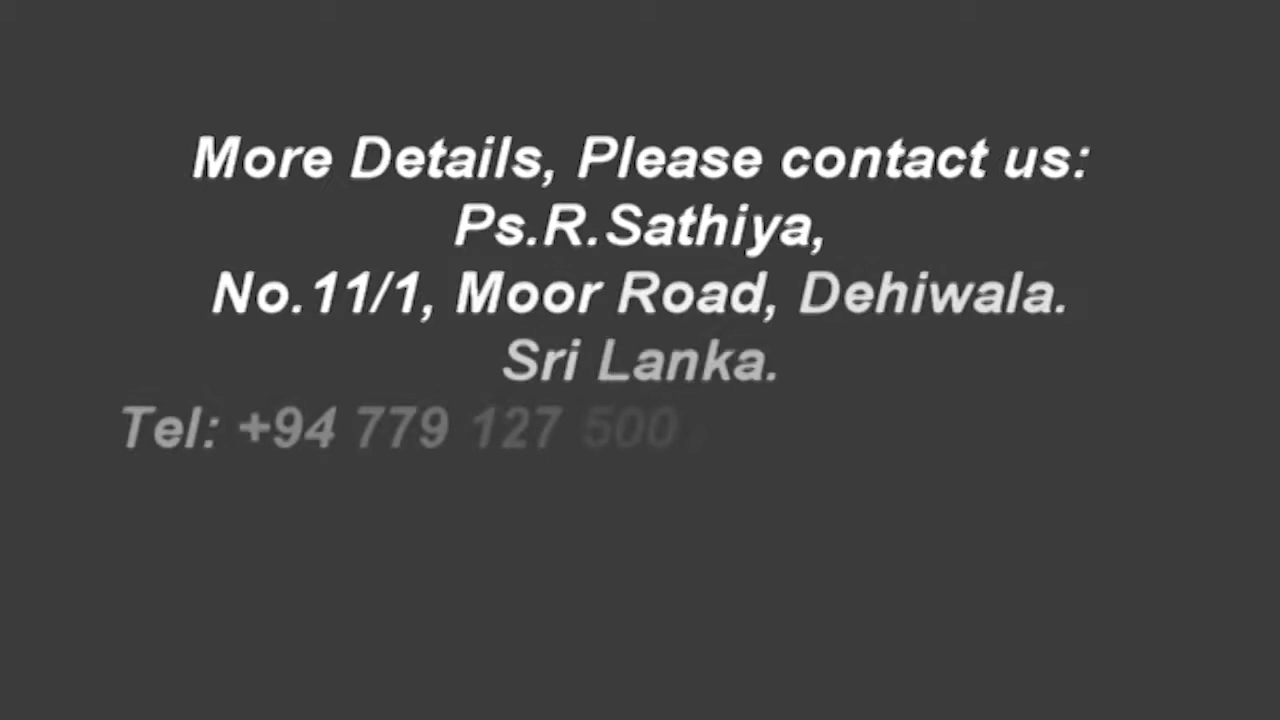 More Details, Please contact us:
Ps.R.Sathiya,
No.11/1, Moor Road, Dehiwala.
Sri Lanka.
Tel: +94 779 127 500